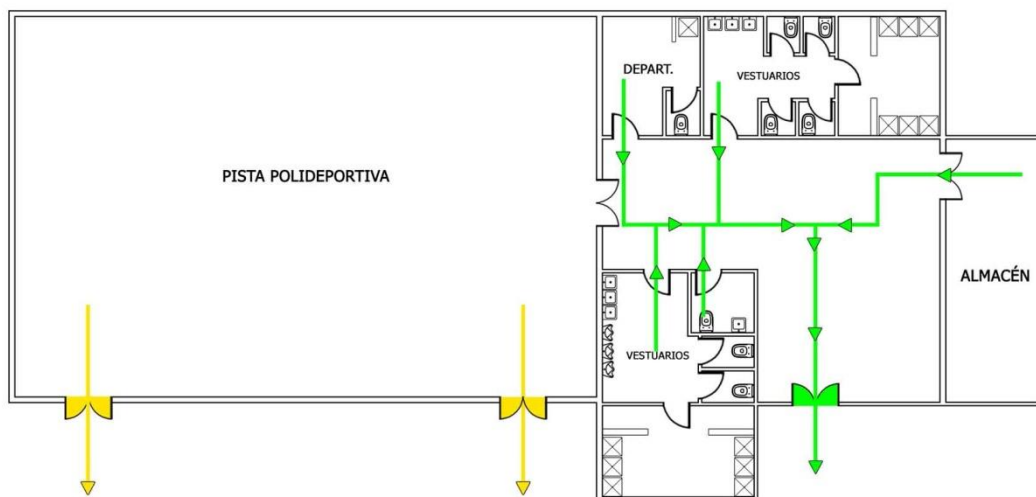 DEPART.
VESTUARIOS
PISTA POLIDEPORTIVA
ALMACÉN
VESTUARIOS